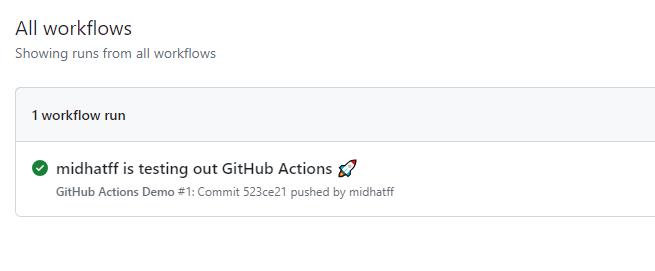 All workflows
Showing runs from all workflows
1 workflow run
midhatff is testing out GitHub Actions 🚀
GitHub Actions Demo #1: Commit 523ce21 pushed by midhatff